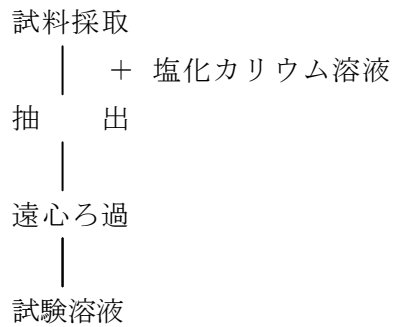 試料採取
+ 塩化カリウム溶液
抽　　出
遠心ろ過
試験溶液